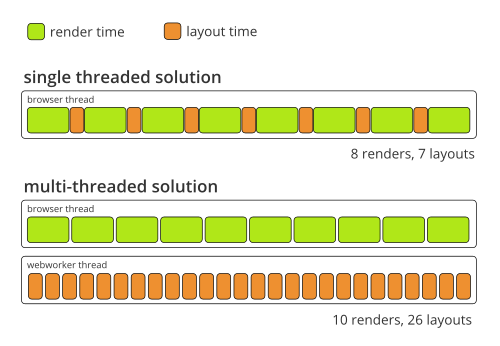 render time
layout time
single threaded solution
browser thread
8 renders, 7 layouts
multi-threaded solution
browser thread
webworker thread
10 renders, 26 layouts